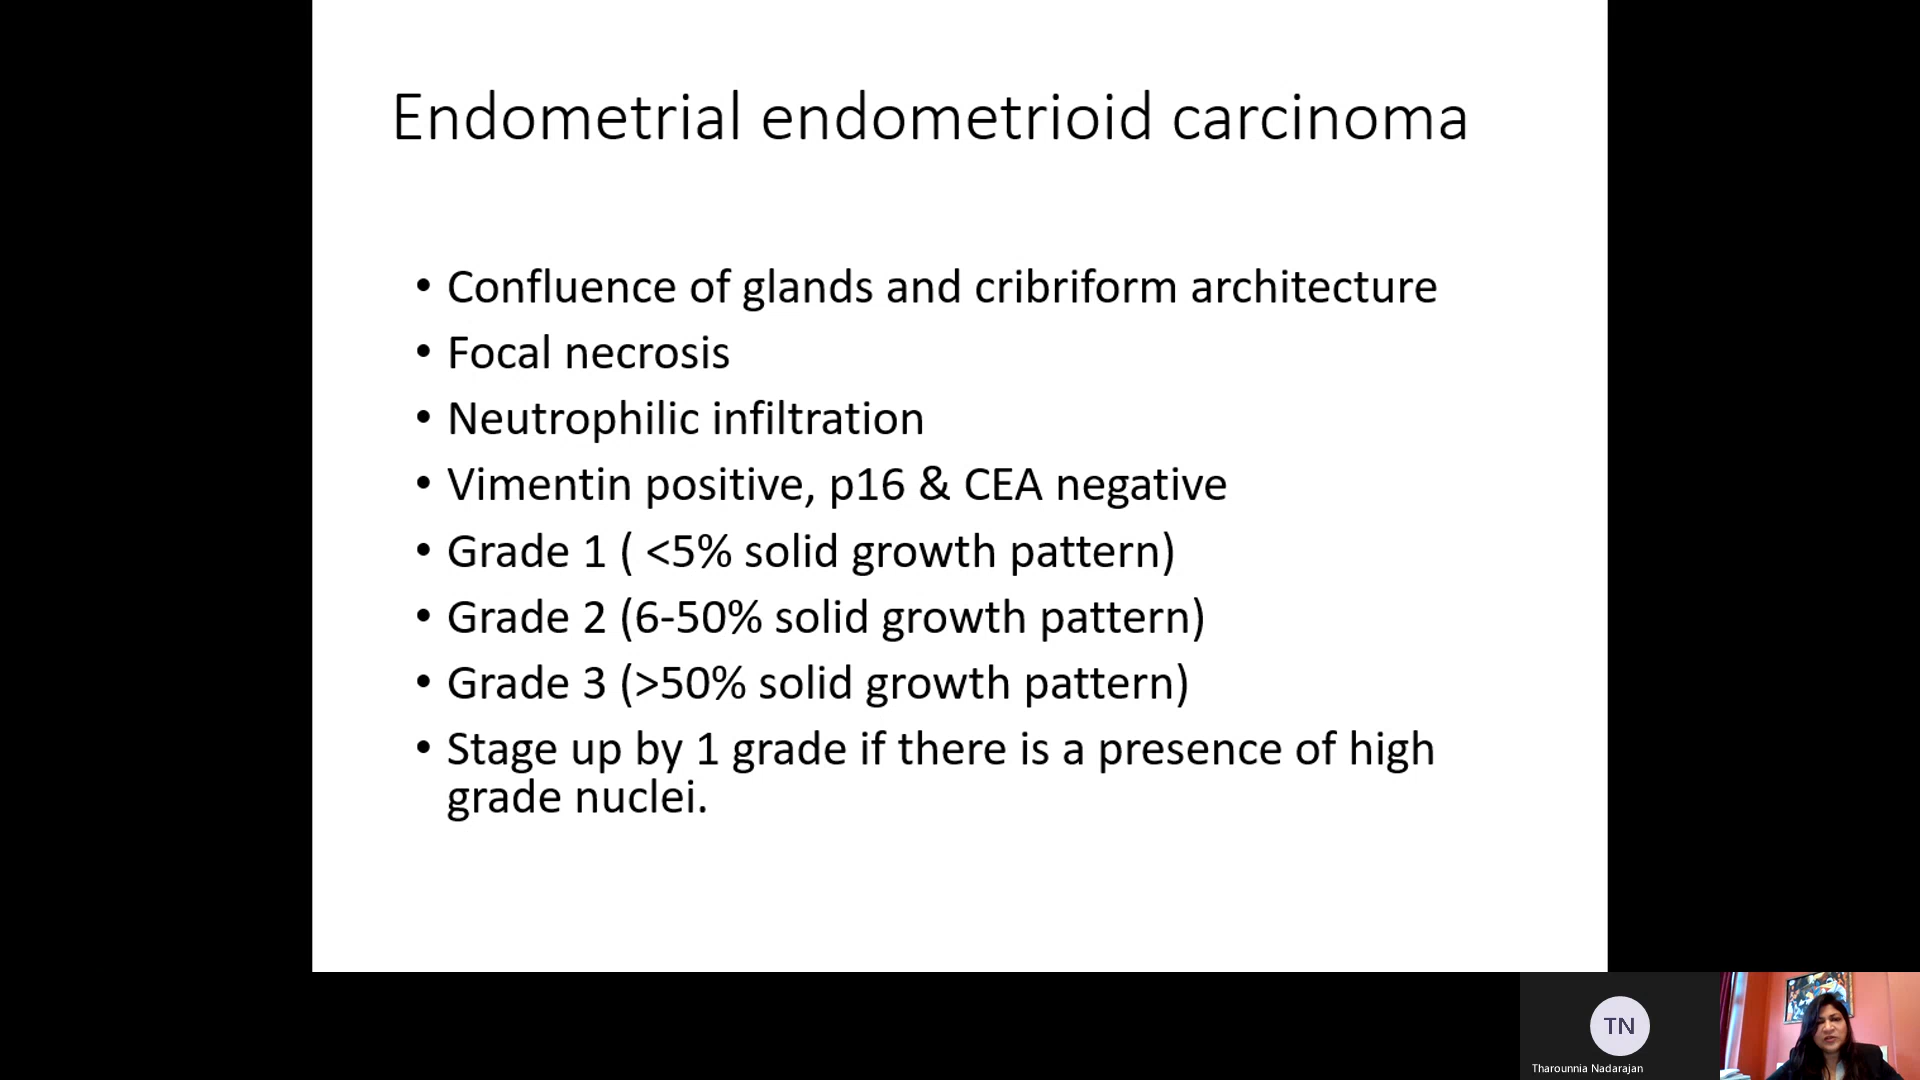 Endometrial endometrioid carcinoma
• Confluence of glands and cribriform architecture
• Focal necrosis
• Neutrophilic infiltration
• Vimentin positive, p16 & CEA negative
• Grade 1 ( <5% solid growth pattern)
• Grade 2 (6-50% solid growth pattern)
• Grade 3 (>50% solid growth pattern)
• Stage up by 1 grade if there is a presence of high
grade nuclei.
TN
Tharounnia Nadarajan